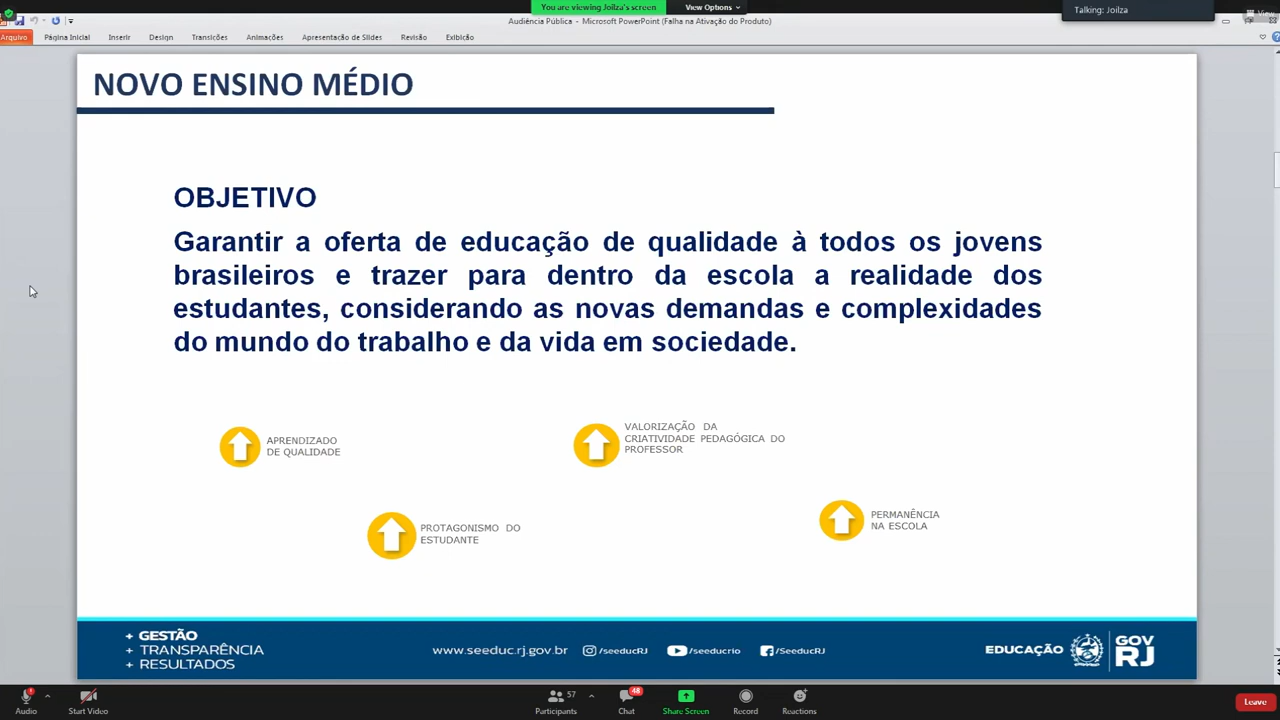 You are viewing Joilza's screen
View Options
Talking: Joilza
View
Audiência Pública - Microsoft PowerPoint (Falha na Ativação do Produto)
Arquivo
Página Inicial
Inserir
Design
Transições
Animações
Apresentação de Slides
Revisão
Exibição
NOVO ENSINO MÉDIO
OBJETIVO
Garantir a oferta de educação de qualidade à todos os jovens
brasileiros e trazer para dentro da escola a realidade dos
estudantes, considerando as novas demandas e complexidades
do mundo do trabalho e da vida em sociedade.
APRENDIZADO
DE QUALIDADE
VALORIZAÇÃO DA
CRIATIVIDADE PEDAGÓGICA DO
PROFESSOR
PROTAGONISMO DO
ESTUDANTE
PERMANÊNCIA
NA ESCOLA
+ GESTÃO
+ TRANSPARÊNCIA
+ RESULTADOS
www.seeduc.rj.gov.br
/seeducRJ
/seeducrio
/SeeducRJ
EDUCAÇÃO
GOV
RJ
Audio
Start Video
57
Participants
48
Chat
Share Screen
Record
Reactions
Leave